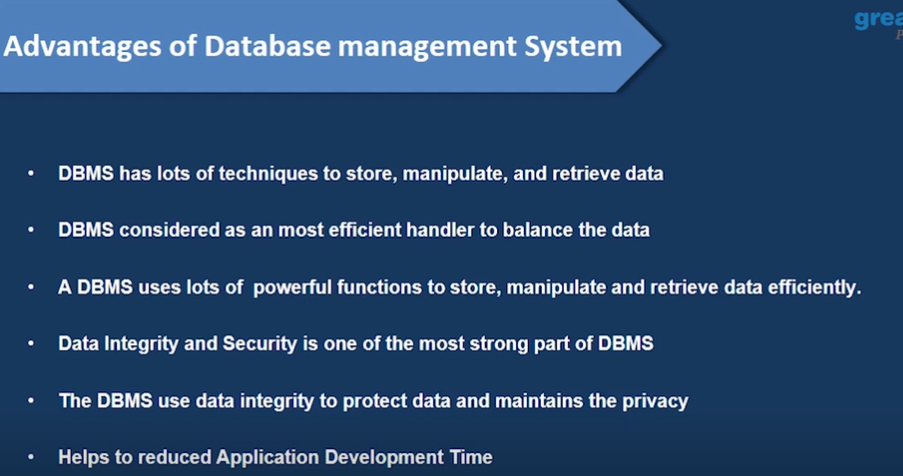 Advantages of Database management System
• DBMS has lots of techniques to store, manipulate, and retrieve data
• DBMS considered as an most efficient handler to balance the data
• A DBMS uses lots of powerful functions to store, manipulate and retrieve data efficiently.
• Data Integrity and Security is one of the most strong part of DBMS
• The DBMS use data integrity to protect data and maintains the privacy
• Helps to reduced Application Development Time